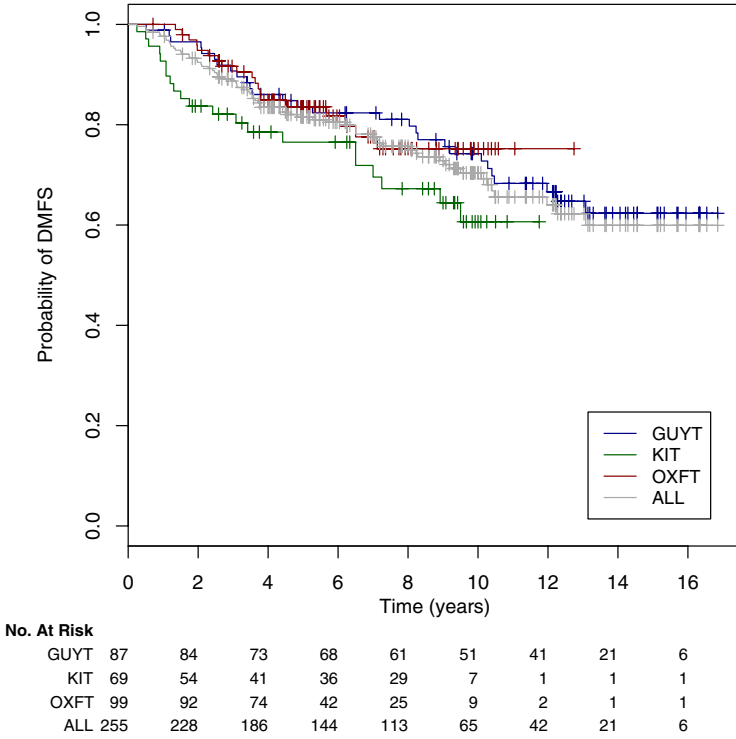 1.0
0.8
0.6
0.4
0.2
0.0
Probability of DMFS
GUYT
KIT
OXFT
ALL
0 2 4 6 8 10 12 14 16
Time (years)
No. At Risk
GUYT 87 84 73 68 61 51 41 21 6
KIT 69 54 41 36 29 7 1 1 1
OXFT 99 92 74 42 25 9 2 1 1
ALL 255 228 186 144 113 65 42 21 6